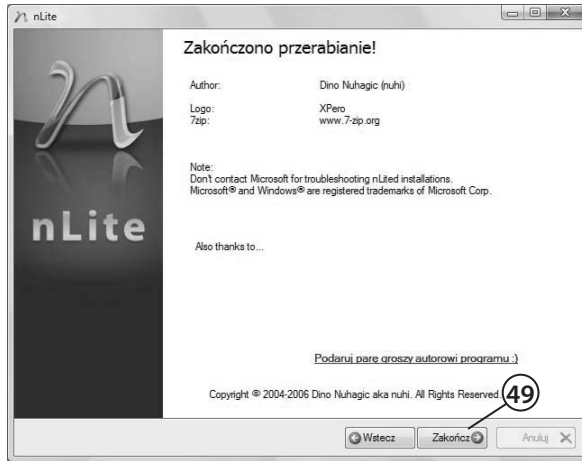 nLite
Zakończono przerabianie!
Author: Dino Nuhagic (nuhi)
Logo: XPero
7zip: www.7-zip.org
Note:
Don't contact Microsoft for troubleshooting nLited installations.
Microsoft® and Windows® are registered trademarks of Microsoft Corp.
nLite
Also thanks to...
Podaruj parę groszy autorowi programu :)
Copyright © 2004-2006 Dino Nuhagic aka nuhi. All Rights Reserved.
49
Wstecz Zakończ Anuluj